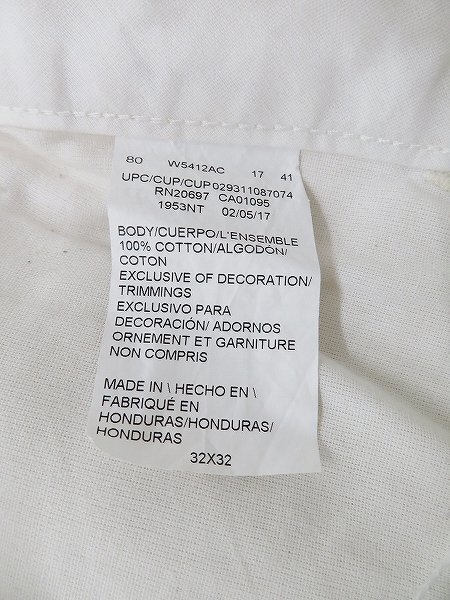 80 W5412AC 17 41
UPC/CUP/CUP 029311087074
RN20697 CA01095
1953NT 02/05/17
BODY/CUERPO/L'ENSEMBLE
100% COTTON/ALGODÓN/
COTON
EXCLUSIVE OF DECORATION/
TRIMMINGS
EXCLUSIVO PARA
DECORACIÓN/ ADORNOS
ORNEMENT ET GARNITURE
NON COMPRIS
MADE IN \ HECHO EN \
FABRIQUÉ EN
HONDURAS/HONDURAS/
HONDURAS
32X32